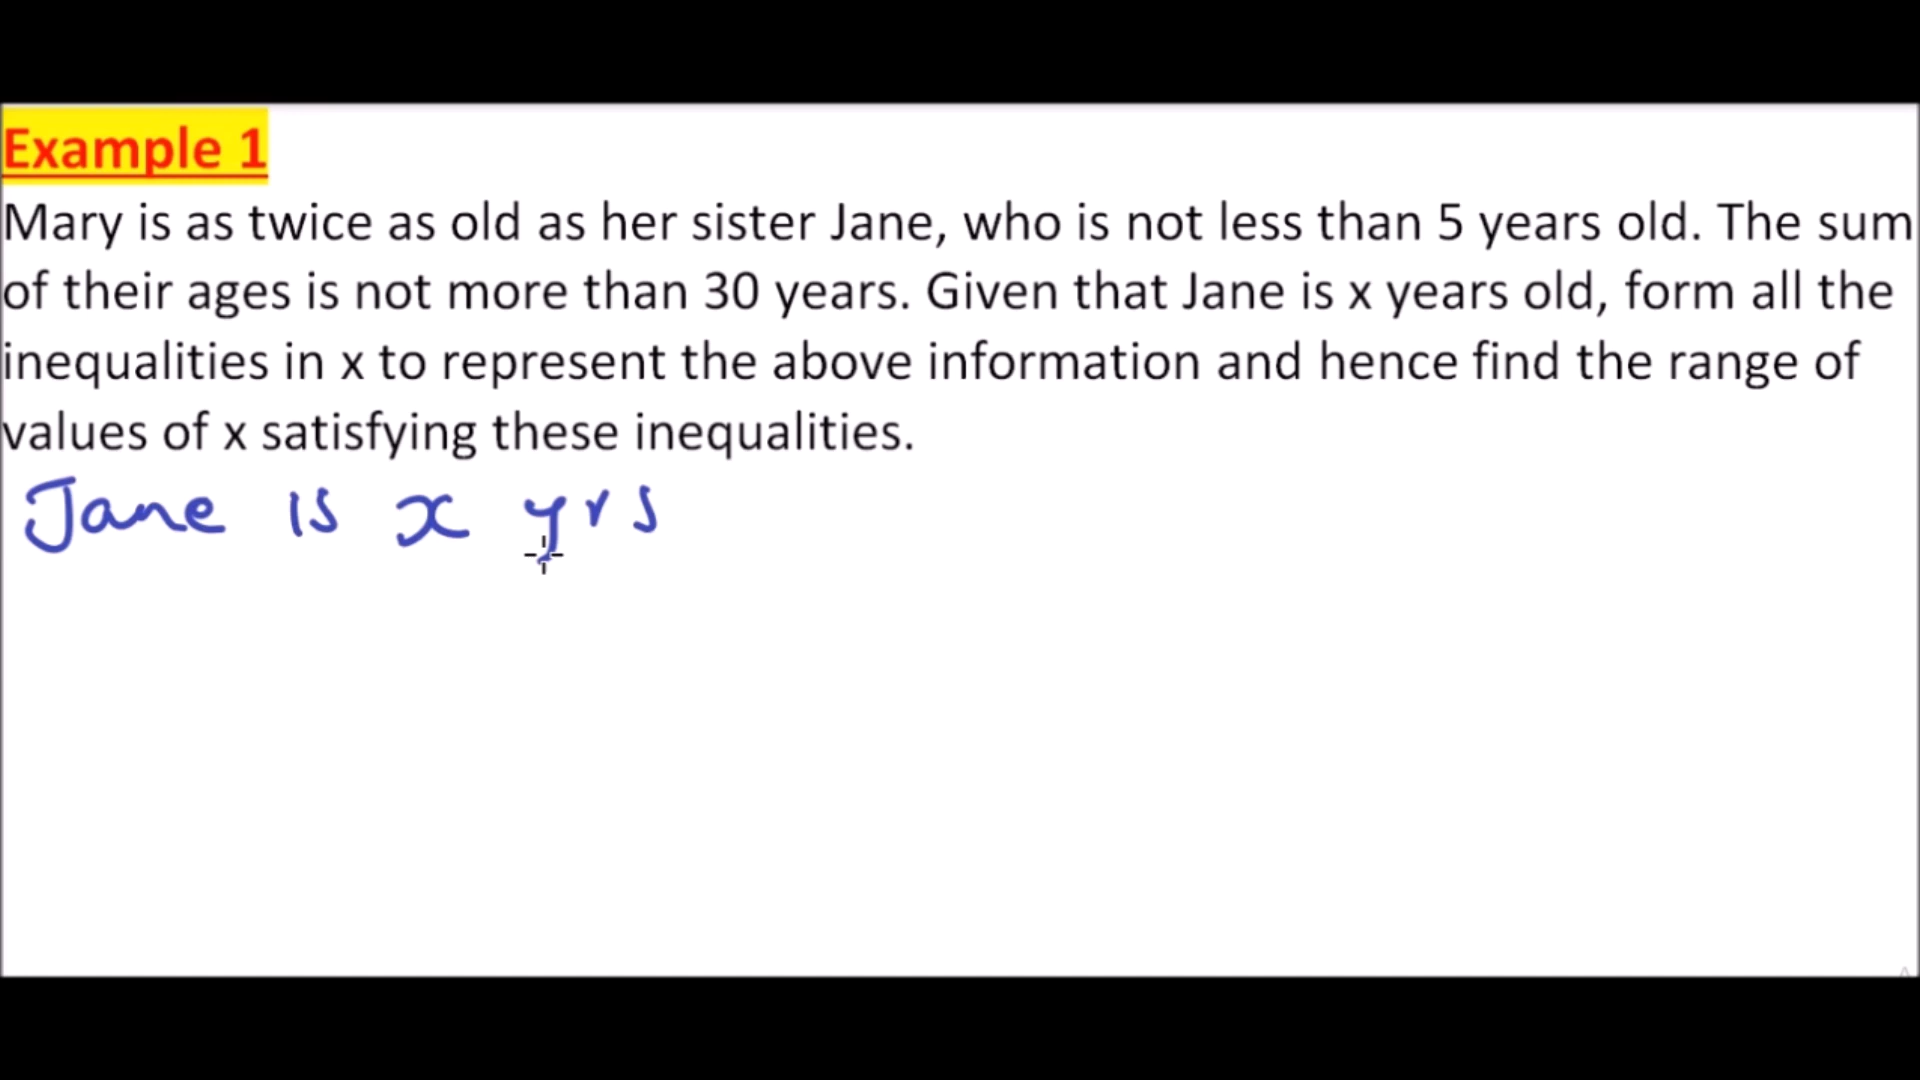 Example 1
Mary is as twice as old as her sister Jane, who is not less than 5 years old. The sum
of their ages is not more than 30 years. Given that Jane is x years old, form all the
inequalities in x to represent the above information and hence find the range of
values of x satisfying these inequalities.
Jane is x yrs